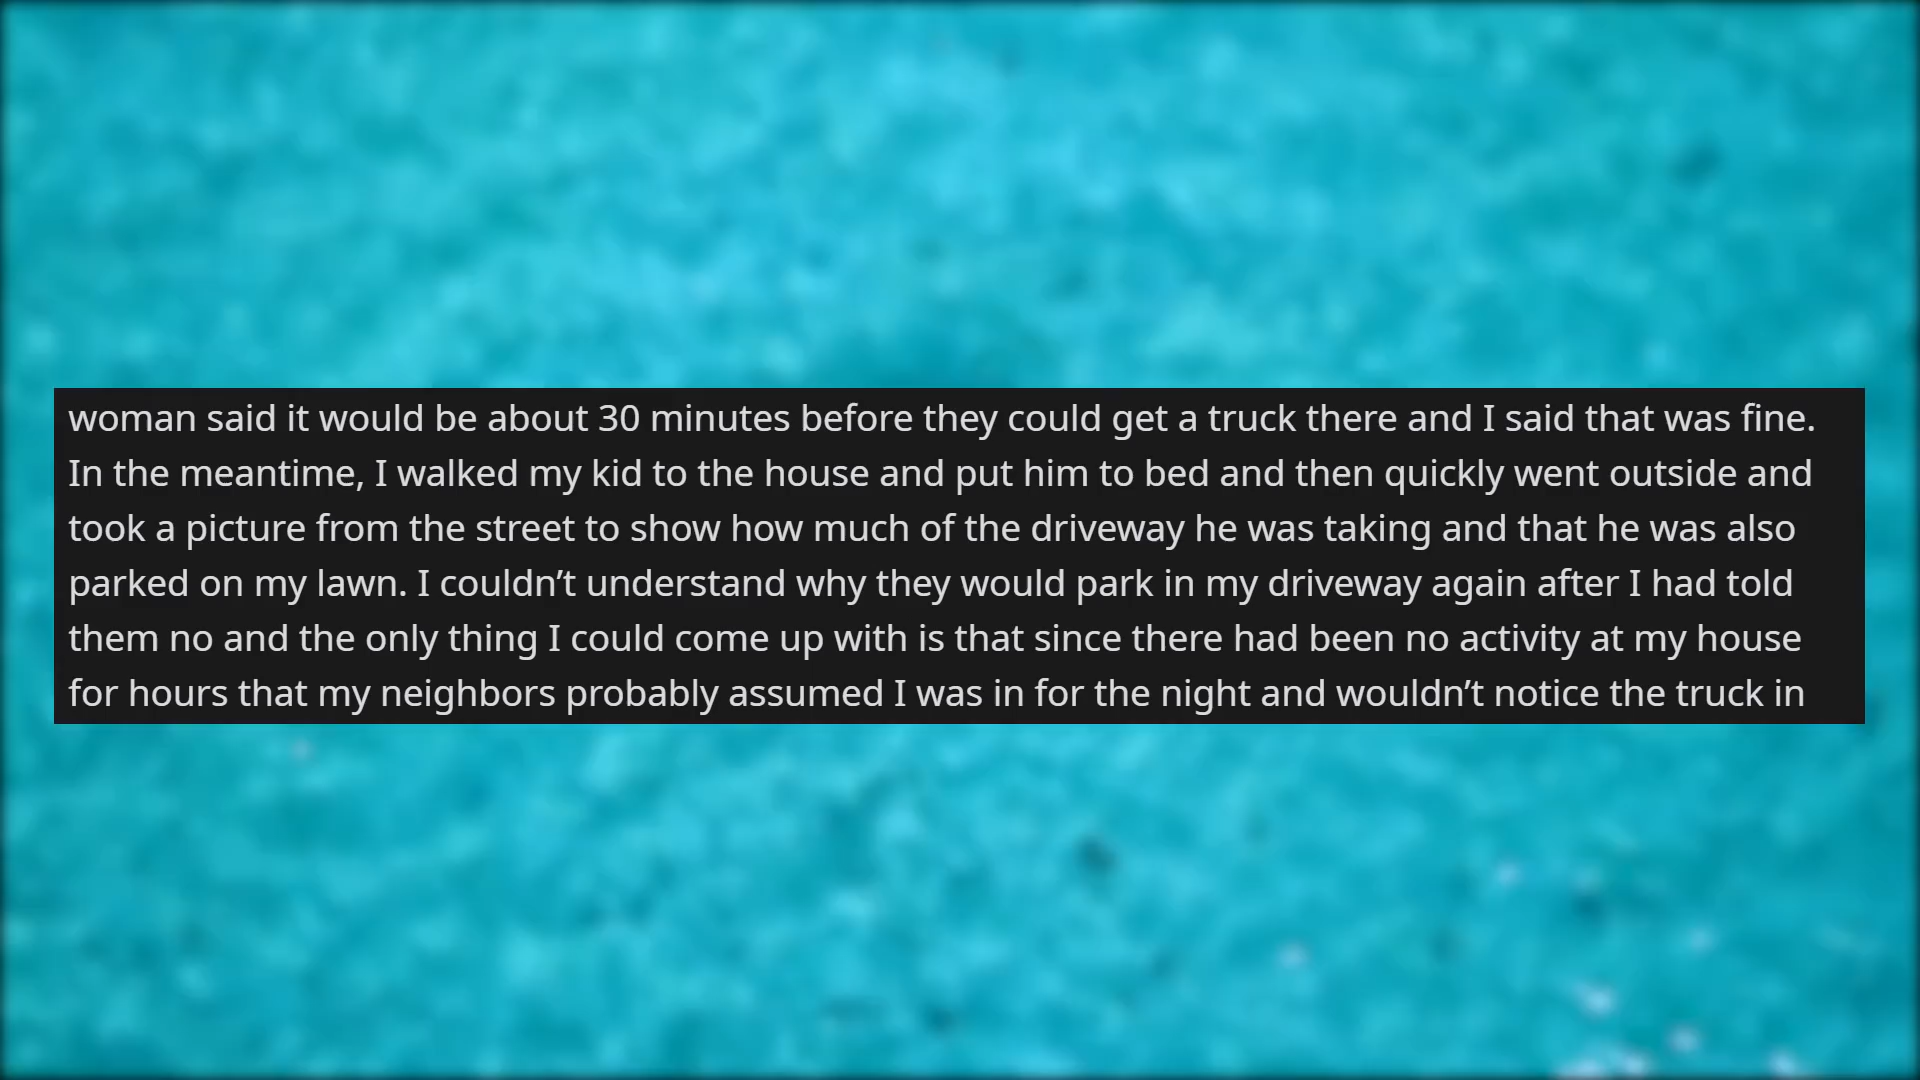 woman said it would be about 30 minutes before they could get a truck there and I said that was fine.
In the meantime, I walked my kid to the house and put him to bed and then quickly went outside and
took a picture from the street to show how much of the driveway he was taking and that he was also
parked on my lawn. I couldn’t understand why they would park in my driveway again after I had told
them no and the only thing I could come up with is that since there had been no activity at my house
for hours that my neighbors probably assumed I was in for the night and wouldn’t notice the truck in